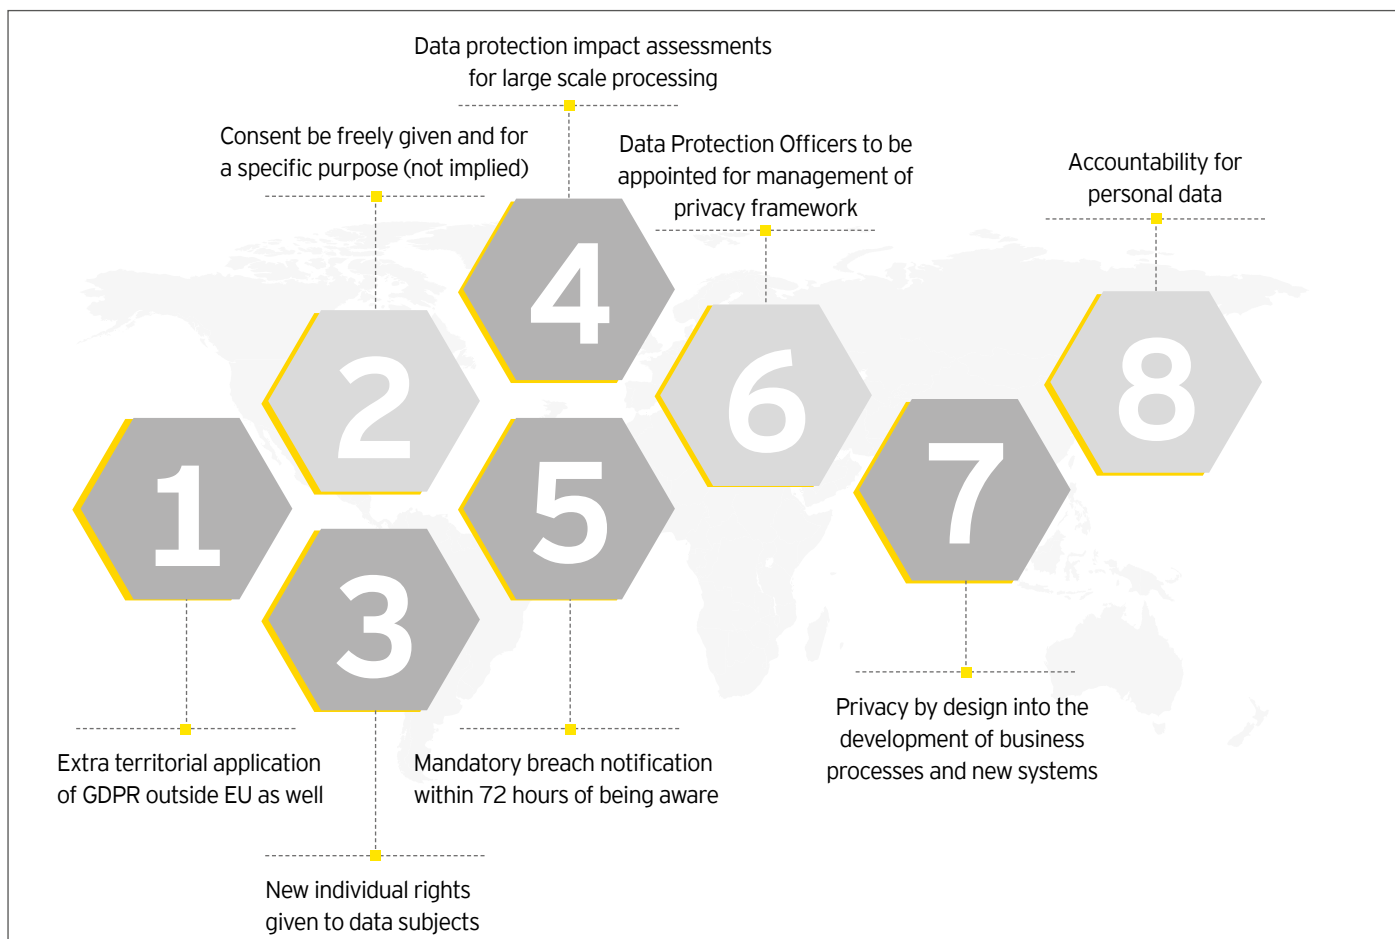 Data protection impact assessments
for large scale processing
Consent be freely given and for
a specific purpose (not implied)
Data Protection Officers to be
appointed for management of
privacy framework
Accountability for
personal data
4
2
6
8
1
5
7
3
Extra territorial application
of GDPR outside EU as well
Mandatory breach notification
within 72 hours of being aware
Privacy by design into the
development of business
processes and new systems
New individual rights
given to data subjects